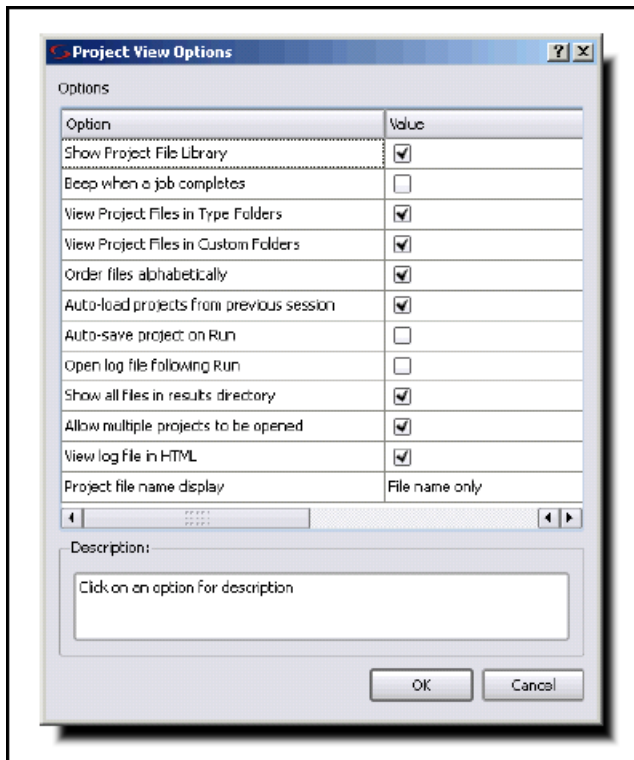 Project View Options
Options
Option Value
Show Project File Library
Beep when a job completes
View Project Files in Type Folders
View Project Files in Custom Folders
Order files alphabetically
Auto-load projects from previous session
Auto-save project on Run
Open log file following Run
Show all files in results directory
Allow multiple projects to be opened
View log file in HTML
Project file name display File name only
Description:
Click on an option for description
OK Cancel